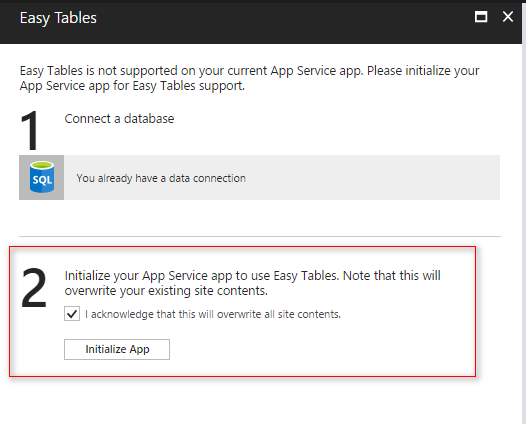 Easy Tables
Easy Tables is not supported on your current App Service app. Please initialize your
App Service app for Easy Tables support.
1
Connect a database
SQL
You already have a data connection
2
Initialize your App Service app to use Easy Tables. Note that this will
overwrite your existing site contents.
I acknowledge that this will overwrite all site contents.
Initialize App